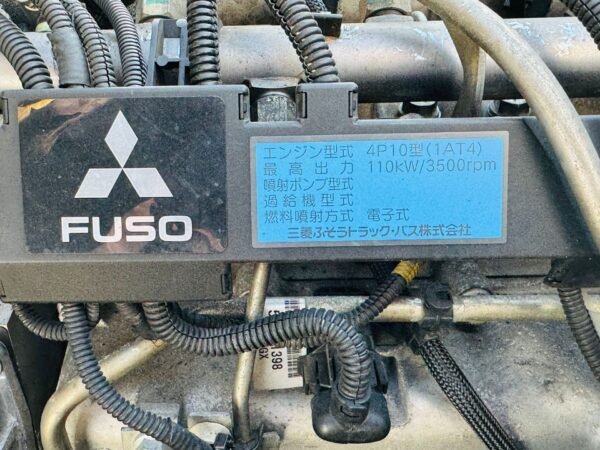 FUSO
エンジン型式 4P10型(1AT4)
最高出力 110kW/3500rpm
噴射ポンプ型式
過給機型式
燃料噴射方式 電子式
三菱ふそうトラック・バス株式会社
398